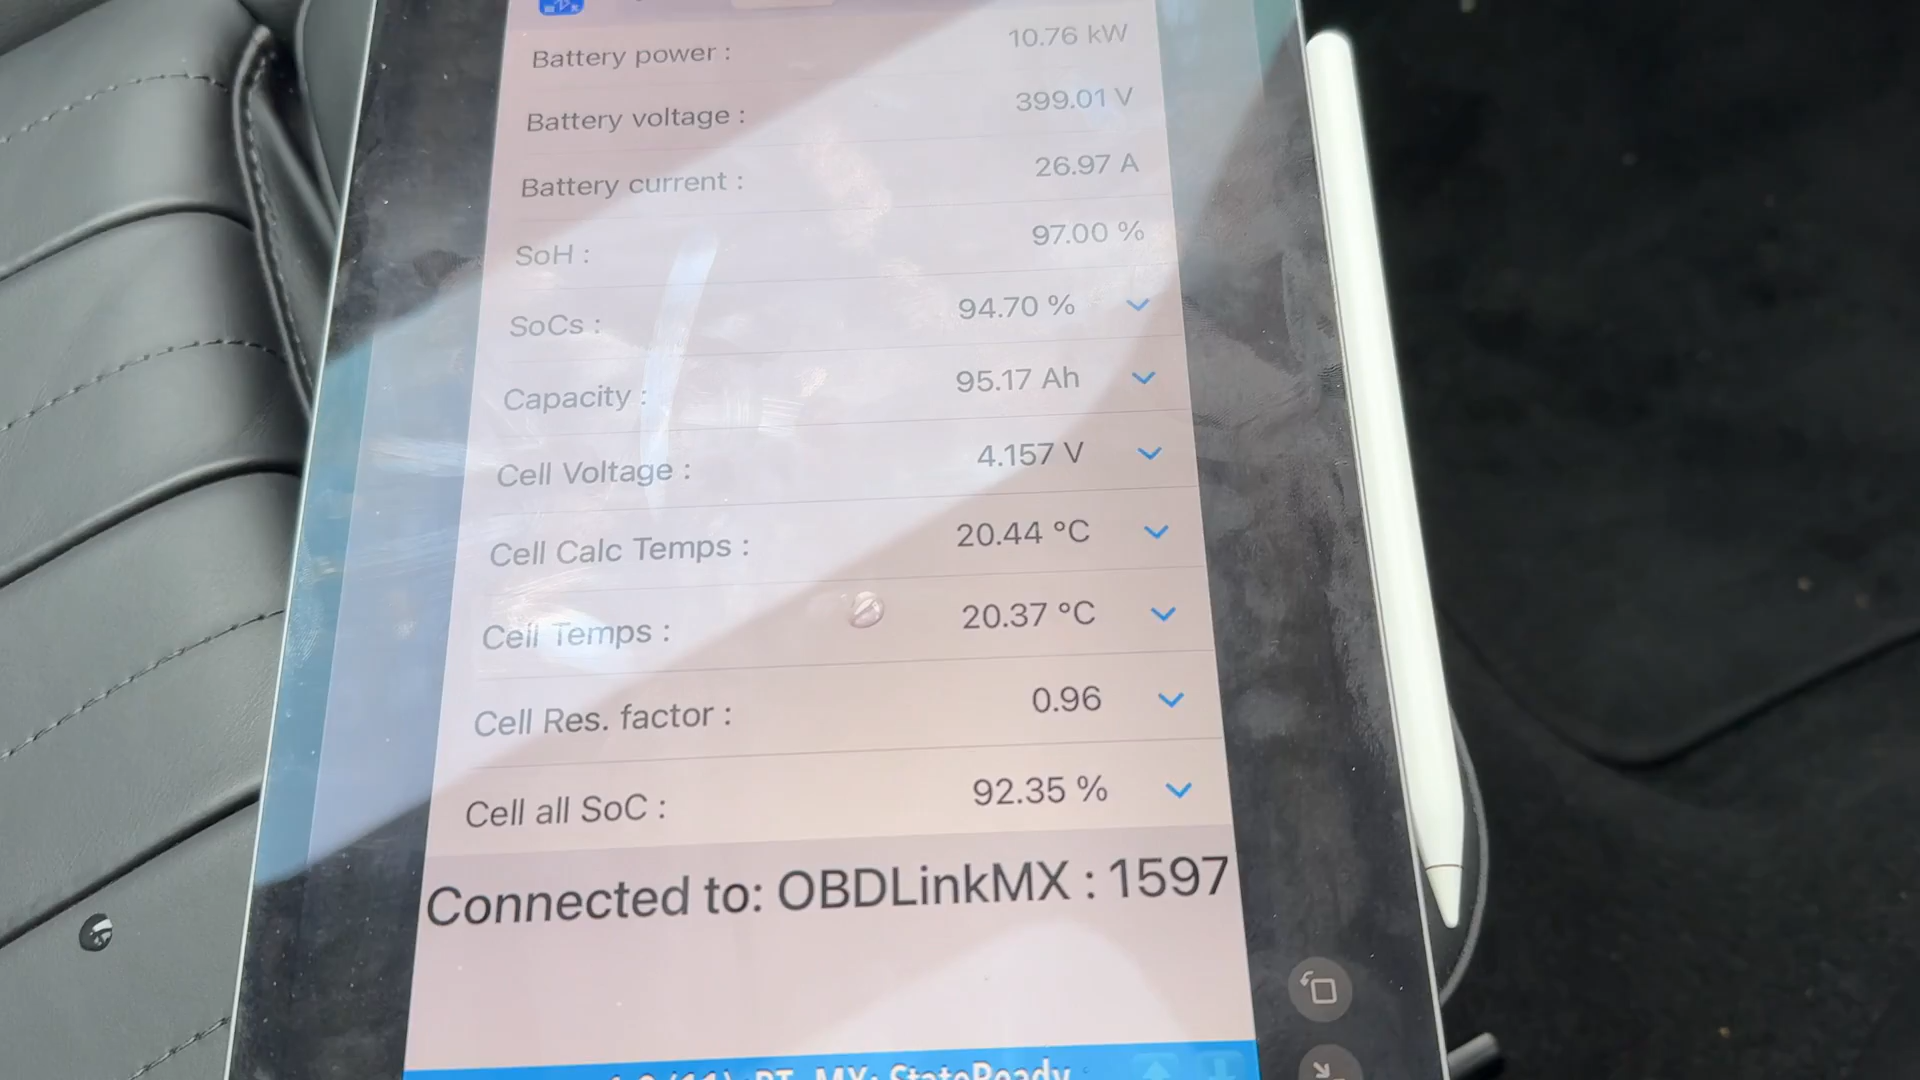 Battery power : 10.76 kW
Battery voltage : 399.01 V
Battery current : 26.97 A
SoH : 97.00 %
SoCs : 94.70 %
Capacity : 95.17 Ah
Cell Voltage : 4.157 V
Cell Calc Temps : 20.44 °C
Cell Temps : 20.37 °C
Cell Res. factor : 0.96
Cell all SoC : 92.35 %
Connected to: OBDLinkMX : 1597
MX: StateReady